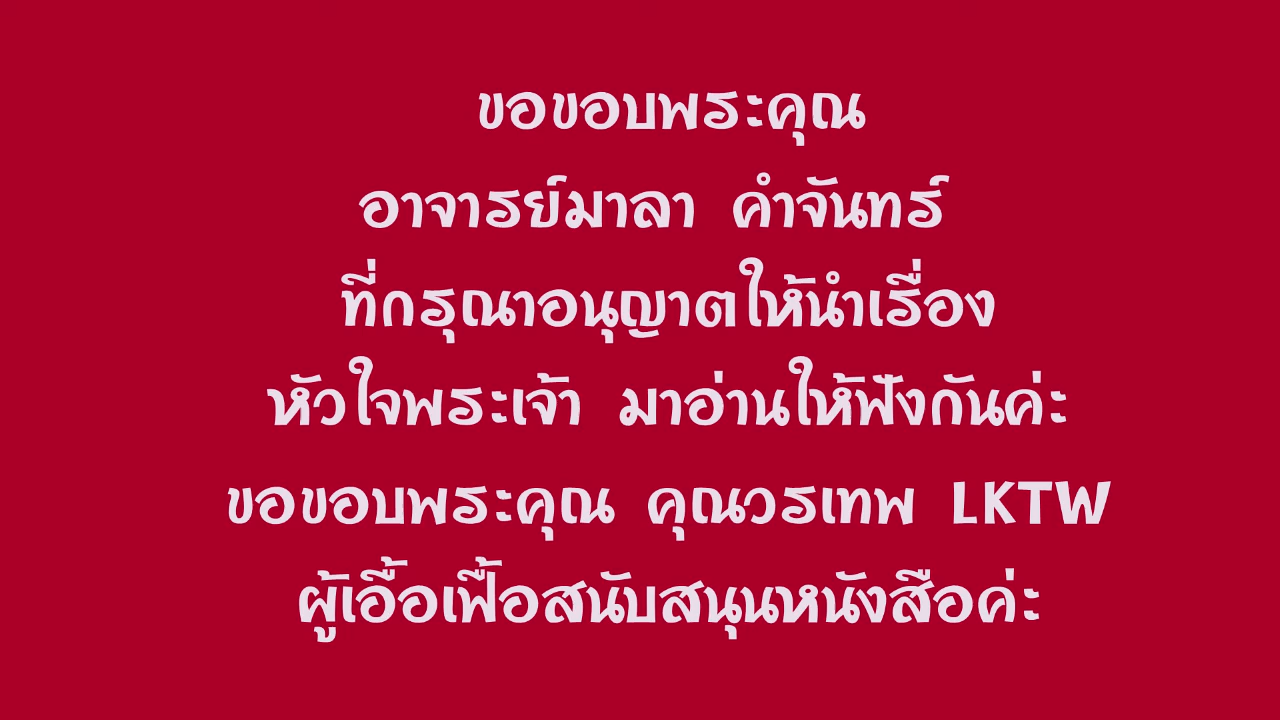 ขอขอบพระคุณ
อาจารย์มาลา คำจันทร์
ที่กรุณาอนุญาตให้นำเรื่อง
หัวใจพระเจ้า มาอ่านให้ฟังกันค่ะ
ขอขอบพระคุณ คุณวรเทพ LKTW
ผู้เอื้อเฟื้อสนับสนุนหนังสือค่ะ